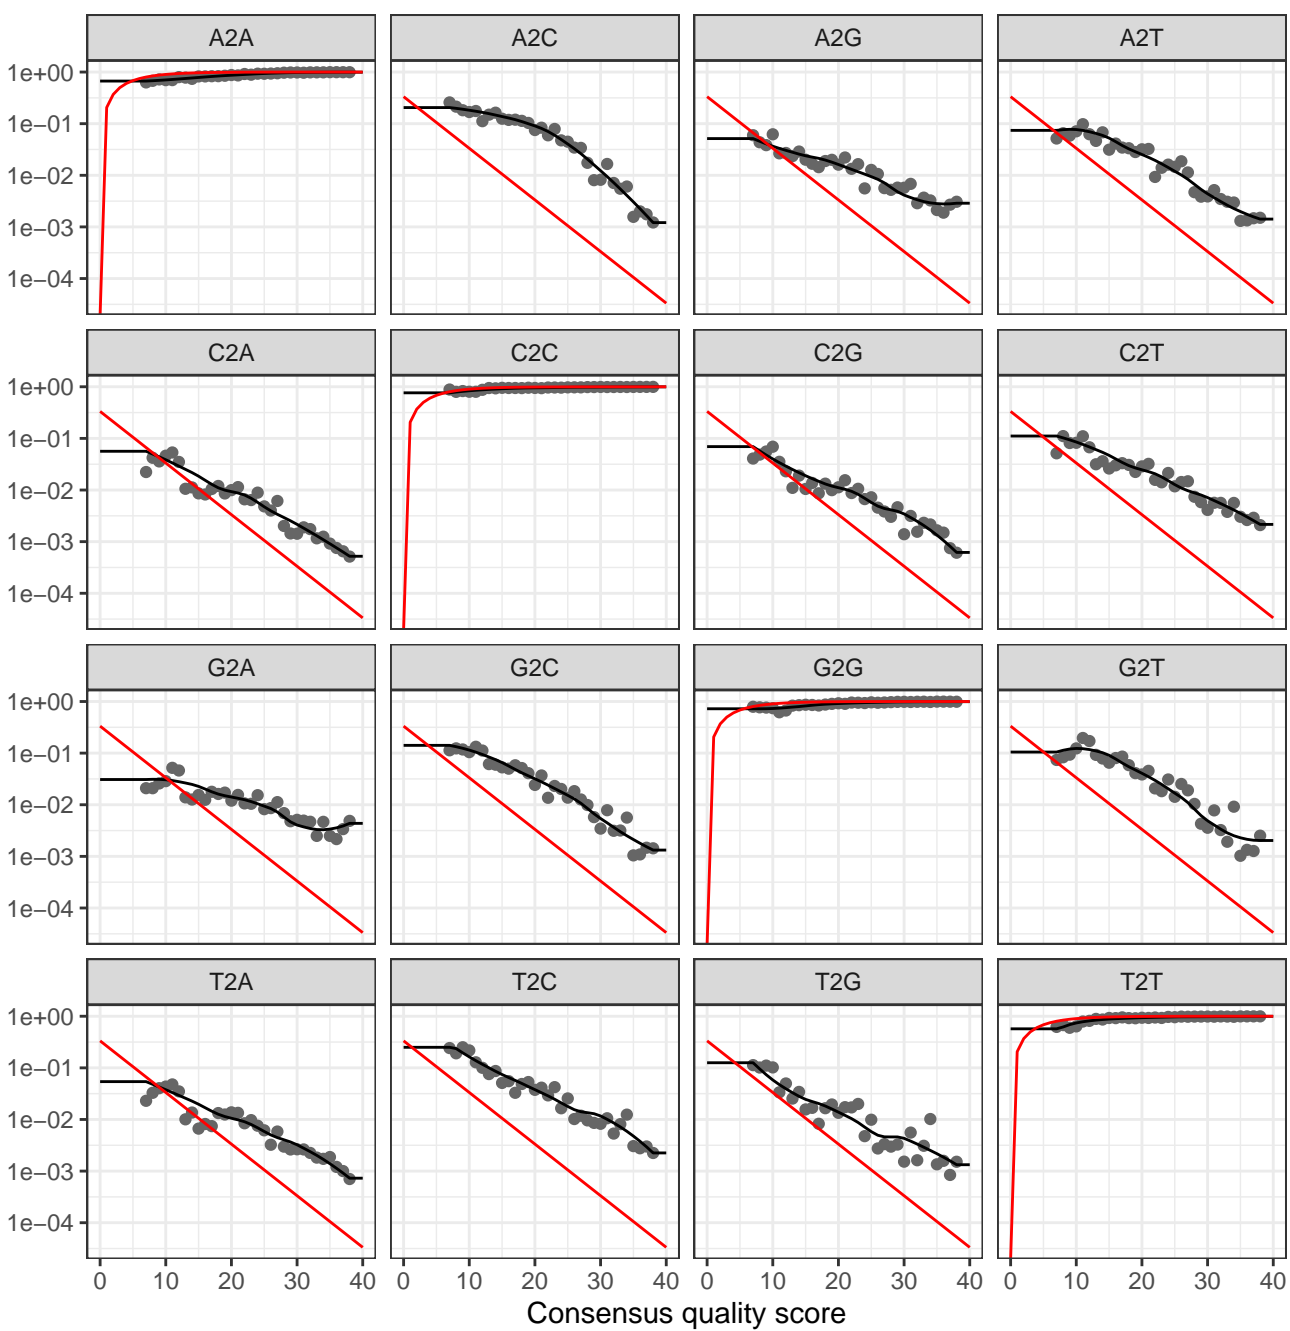 A2A A2C A2G A2T
1e+00
1e−01
1e−02
1e−03
1e−04
C2A C2C C2G C2T
1e+00
1e−01
1e−02
1e−03
1e−04
G2A G2C G2G G2T
1e+00
1e−01
1e−02
1e−03
1e−04
T2A T2C T2G T2T
1e+00
1e−01
1e−02
1e−03
1e−04
0 10 20 30 40 0 10 20 30 40 0 10 20 30 40 0 10 20 30 40
Consensus quality score